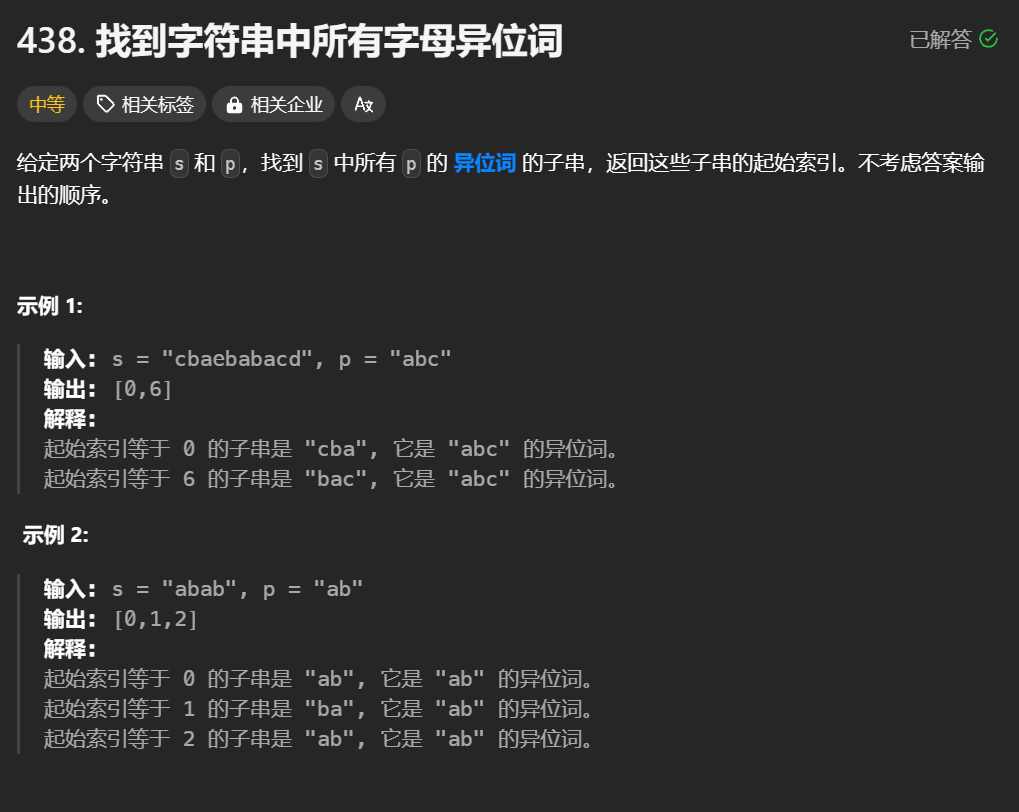 438. 找到字符串中所有字母异位词
已解答
中等 相关标签 相关企业
给定两个字符串 s 和 p，找到 s 中所有 p 的 异位词 的子串，返回这些子串的起始索引。不考虑答案输
出的顺序。
示例 1:
输入: s = "cbaebabacd", p = "abc"
输出: [0,6]
解释:
起始索引等于 0 的子串是 "cba", 它是 "abc" 的异位词。
起始索引等于 6 的子串是 "bac", 它是 "abc" 的异位词。
示例 2:
输入: s = "abab", p = "ab"
输出: [0,1,2]
解释:
起始索引等于 0 的子串是 "ab", 它是 "ab" 的异位词。
起始索引等于 1 的子串是 "ba", 它是 "ab" 的异位词。
起始索引等于 2 的子串是 "ab", 它是 "ab" 的异位词。